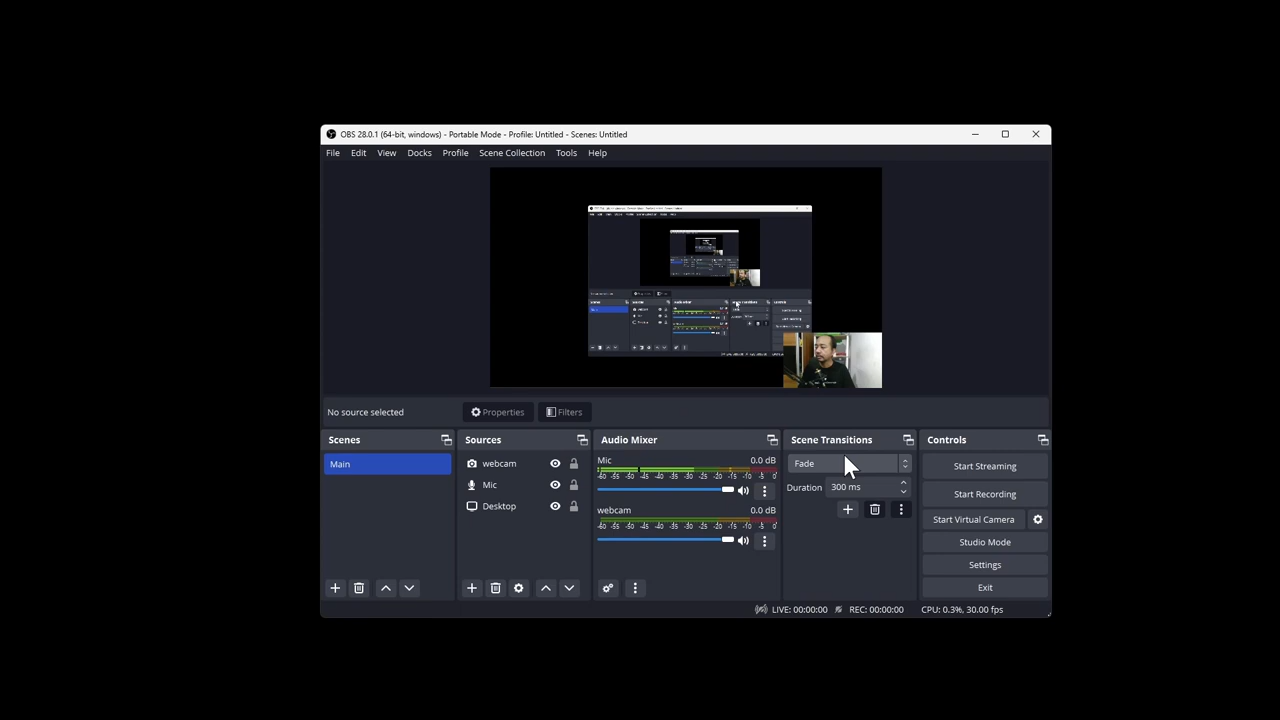 OBS 28.0.1 (64-bit, windows) - Portable Mode - Profile: Untitled - Scenes: Untitled
File Edit View Docks Profile Scene Collection Tools Help
No source selected Properties Filters
Scenes Sources Audio Mixer Scene Transitions Controls
Main
webcam
Mic
Desktop
Mic 0.0 dB
-60 -55 -50 -45 -40 -35 -30 -25 -20 -15 -10 -5 0
webcam 0.0 dB
-60 -55 -50 -45 -40 -35 -30 -25 -20 -15 -10 -5 0
Fade
Duration 300 ms
Start Streaming
Start Recording
Start Virtual Camera
Studio Mode
Settings
Exit
LIVE: 00:00:00 REC: 00:00:00 CPU: 0.3%, 30.00 fps